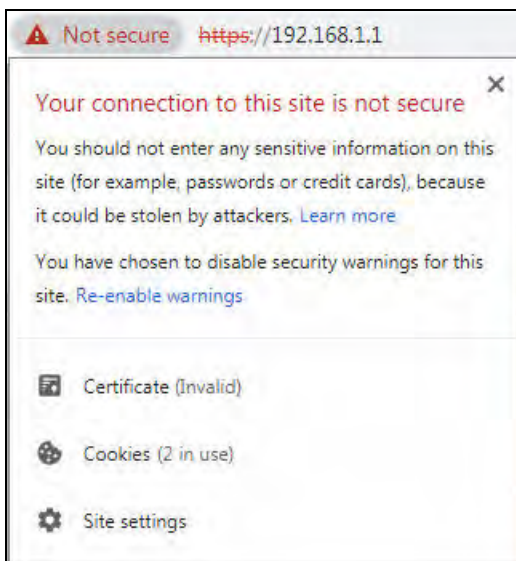 Not secure https://192.168.1.1
Your connection to this site is not secure
You should not enter any sensitive information on this
site (for example, passwords or credit cards), because
it could be stolen by attackers. Learn more
You have chosen to disable security warnings for this
site. Re-enable warnings
Certificate (Invalid)
Cookies (2 in use)
Site settings